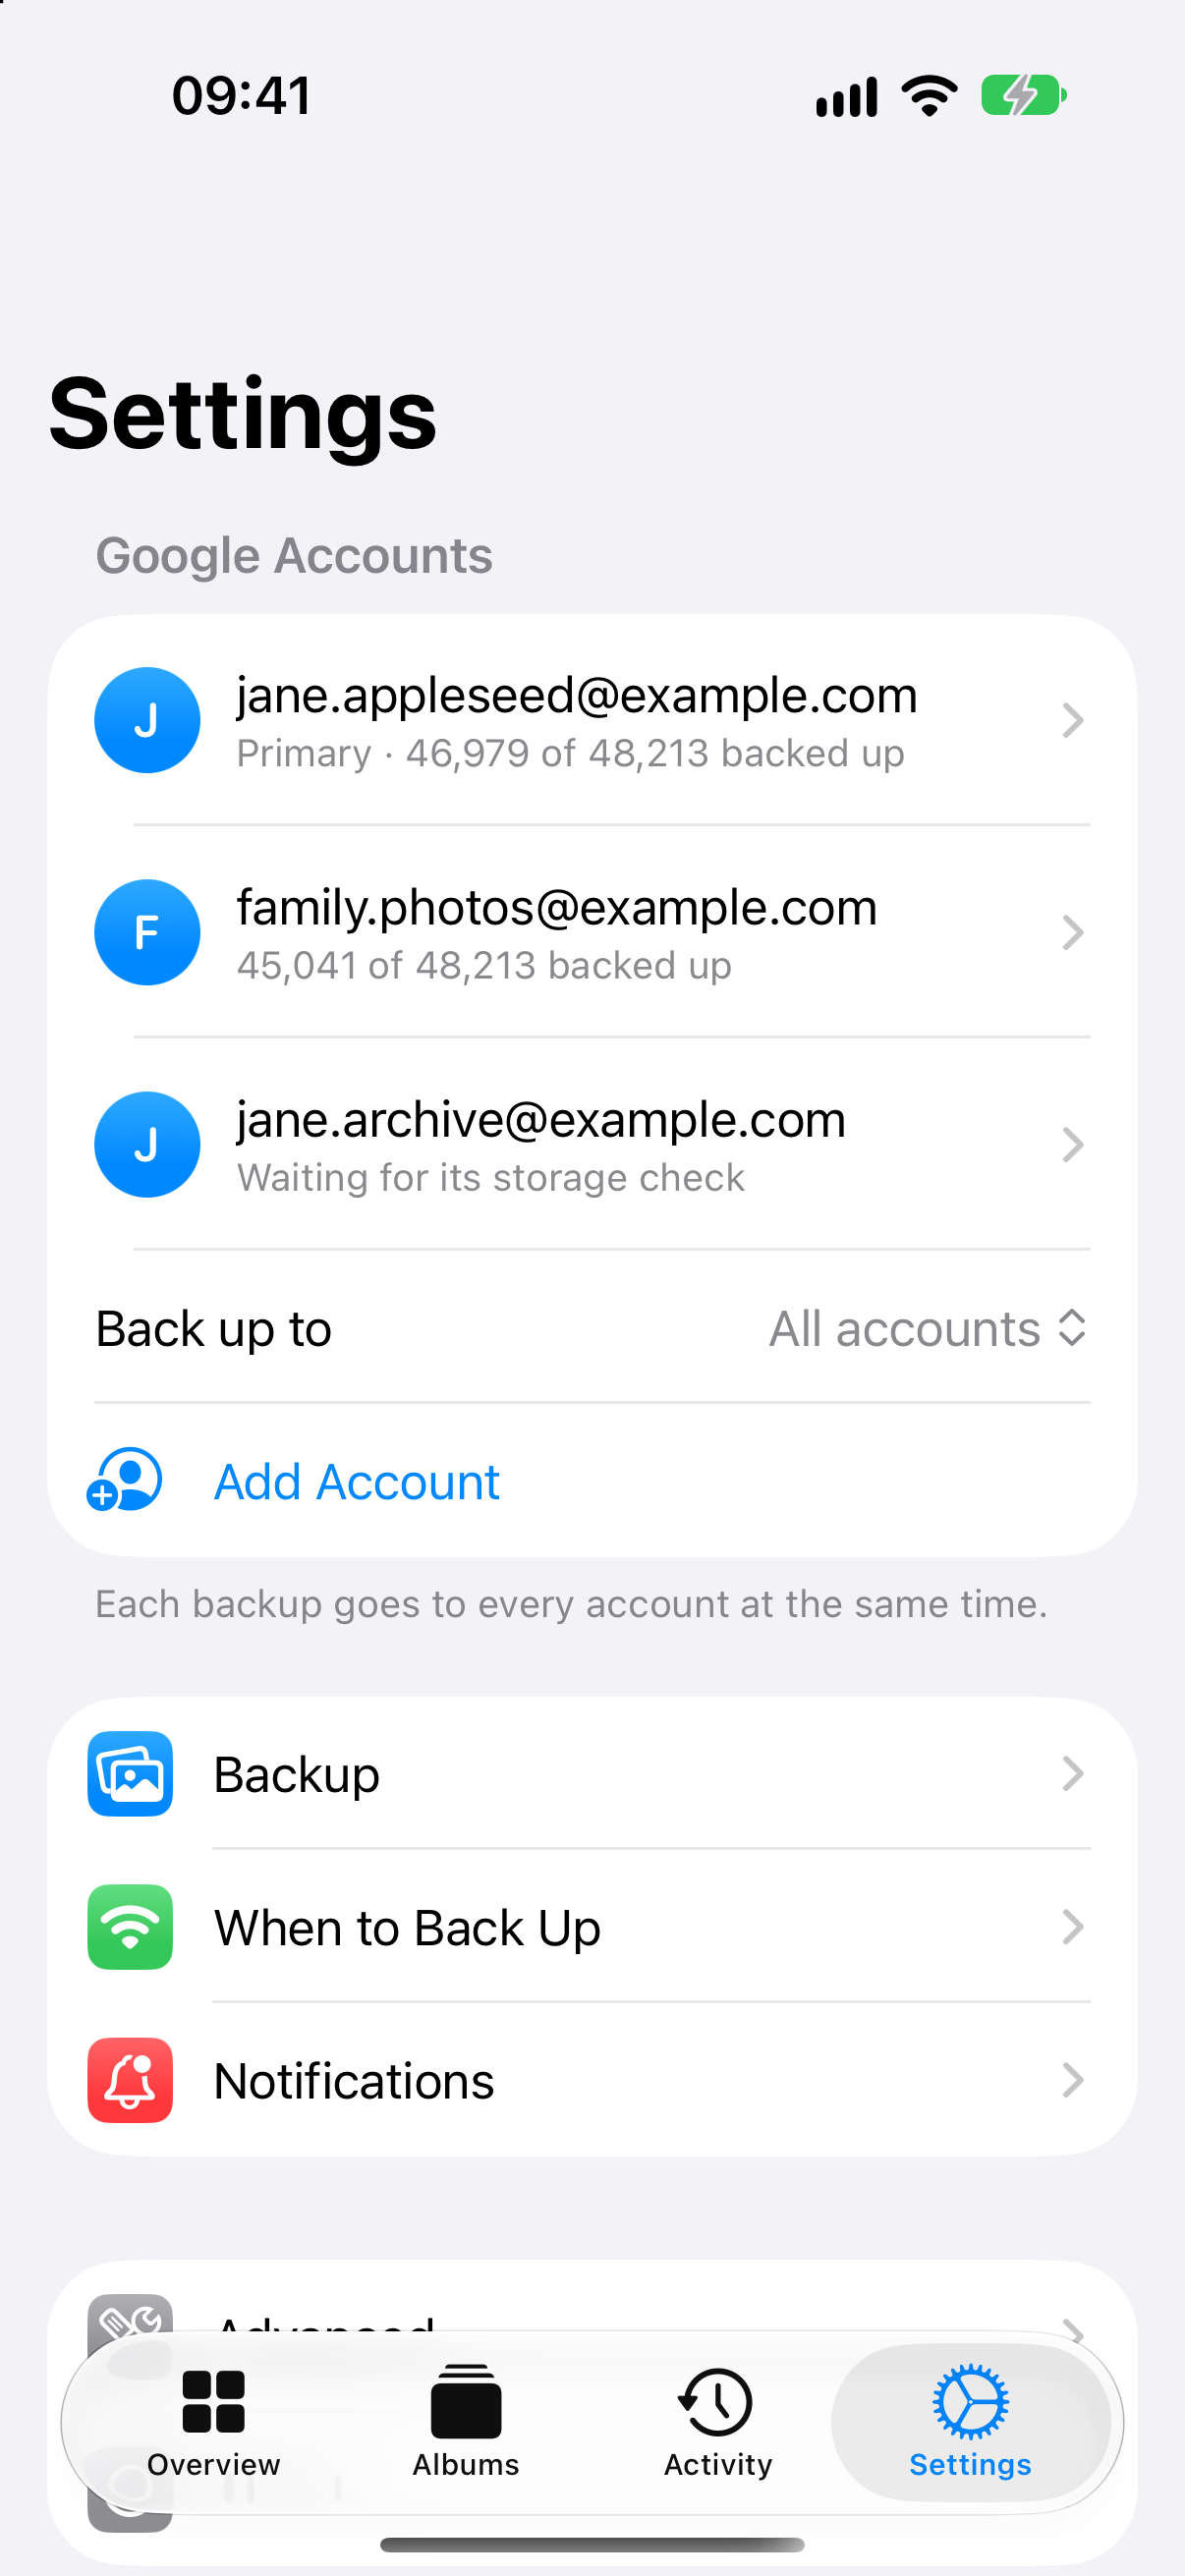 09:41
Settings
Google Accounts
J
jane.appleseed@example.com
Primary · 46,979 of 48,213 backed up
F
family.photos@example.com
45,041 of 48,213 backed up
J
jane.archive@example.com
Waiting for its storage check
Back up to
All accounts
Add Account
Each backup goes to every account at the same time.
Backup
When to Back Up
Notifications
Advanced
Overview
Albums
Activity
Settings